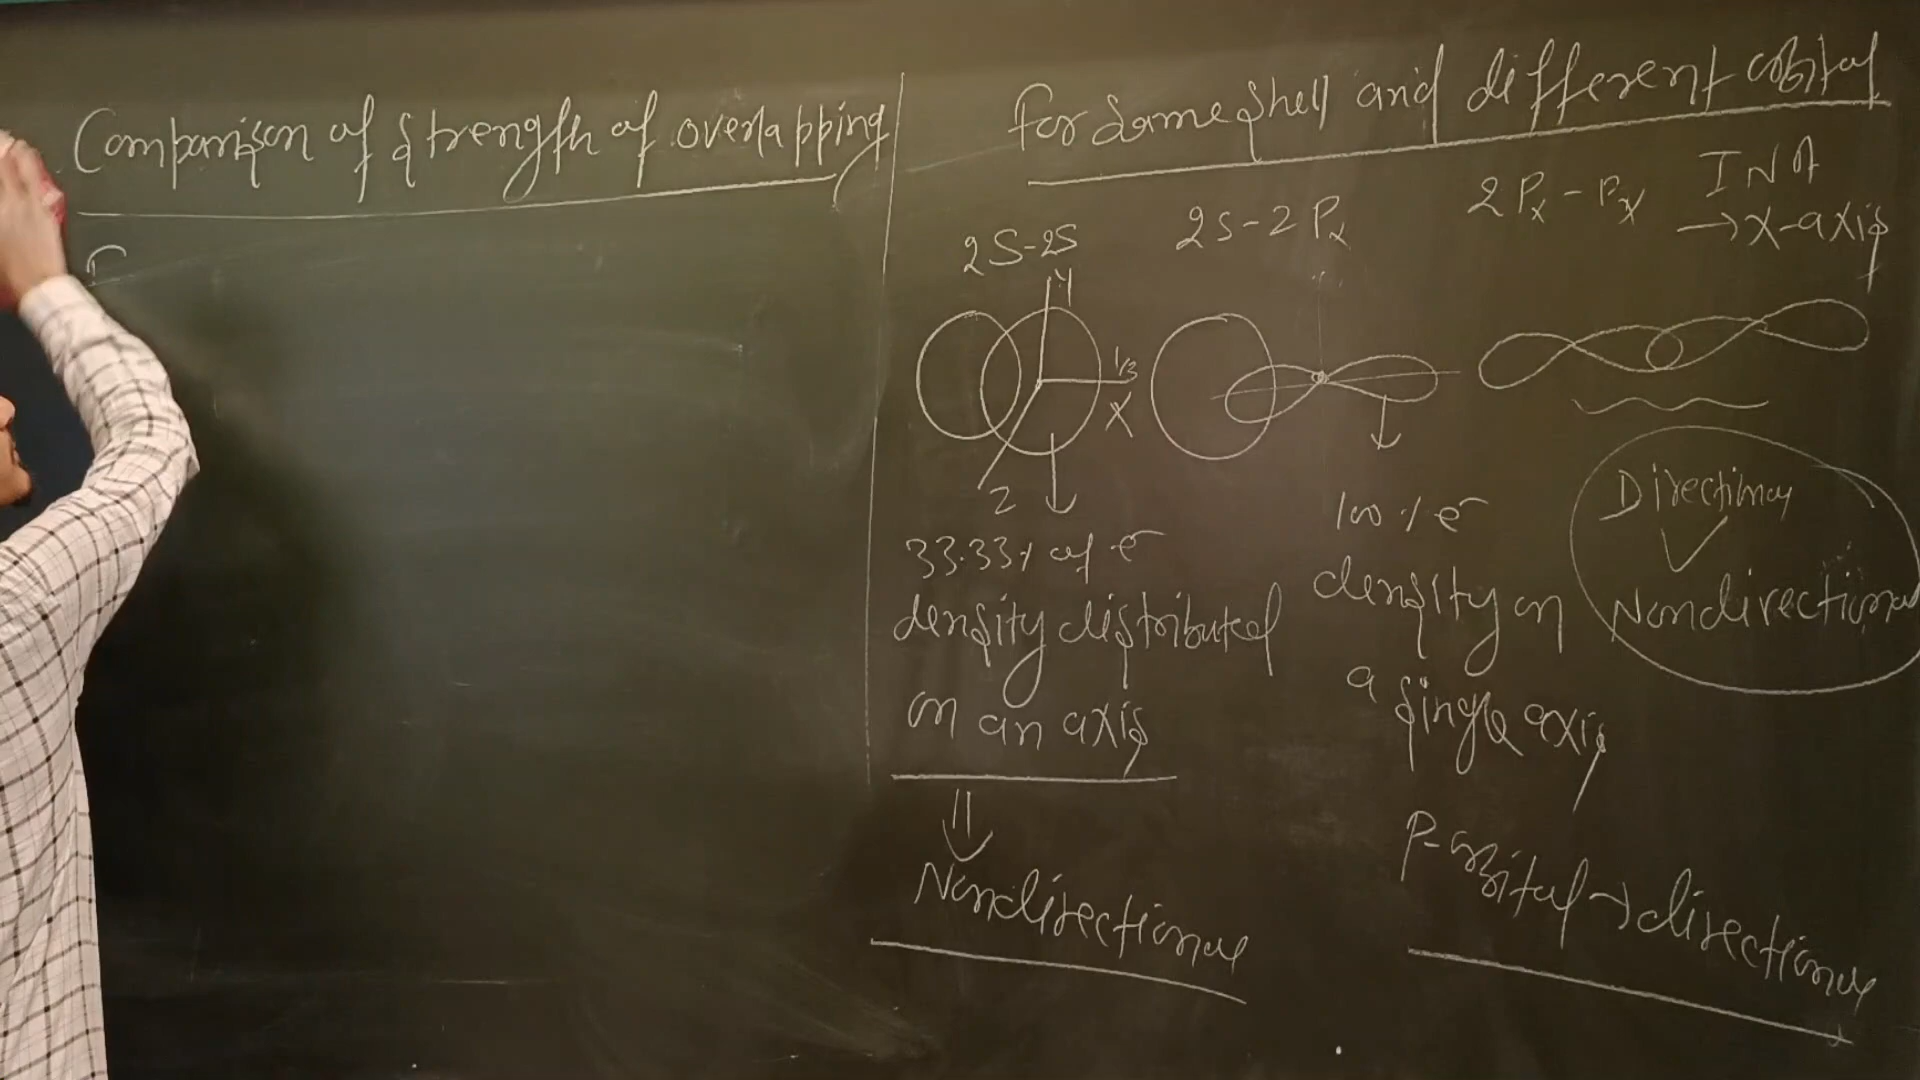 Comparison of strength of overlapping
For same shell and different orbital
2S-2S
2s-2Px
2Px-Px
INA
→ X-axis
Y
1/3
X
Z
33.33% of e-
density distributed
on an axis
Nondirectional
100% e-
density on
a single axis
P-orbital → directional
Directional
Nondirectional